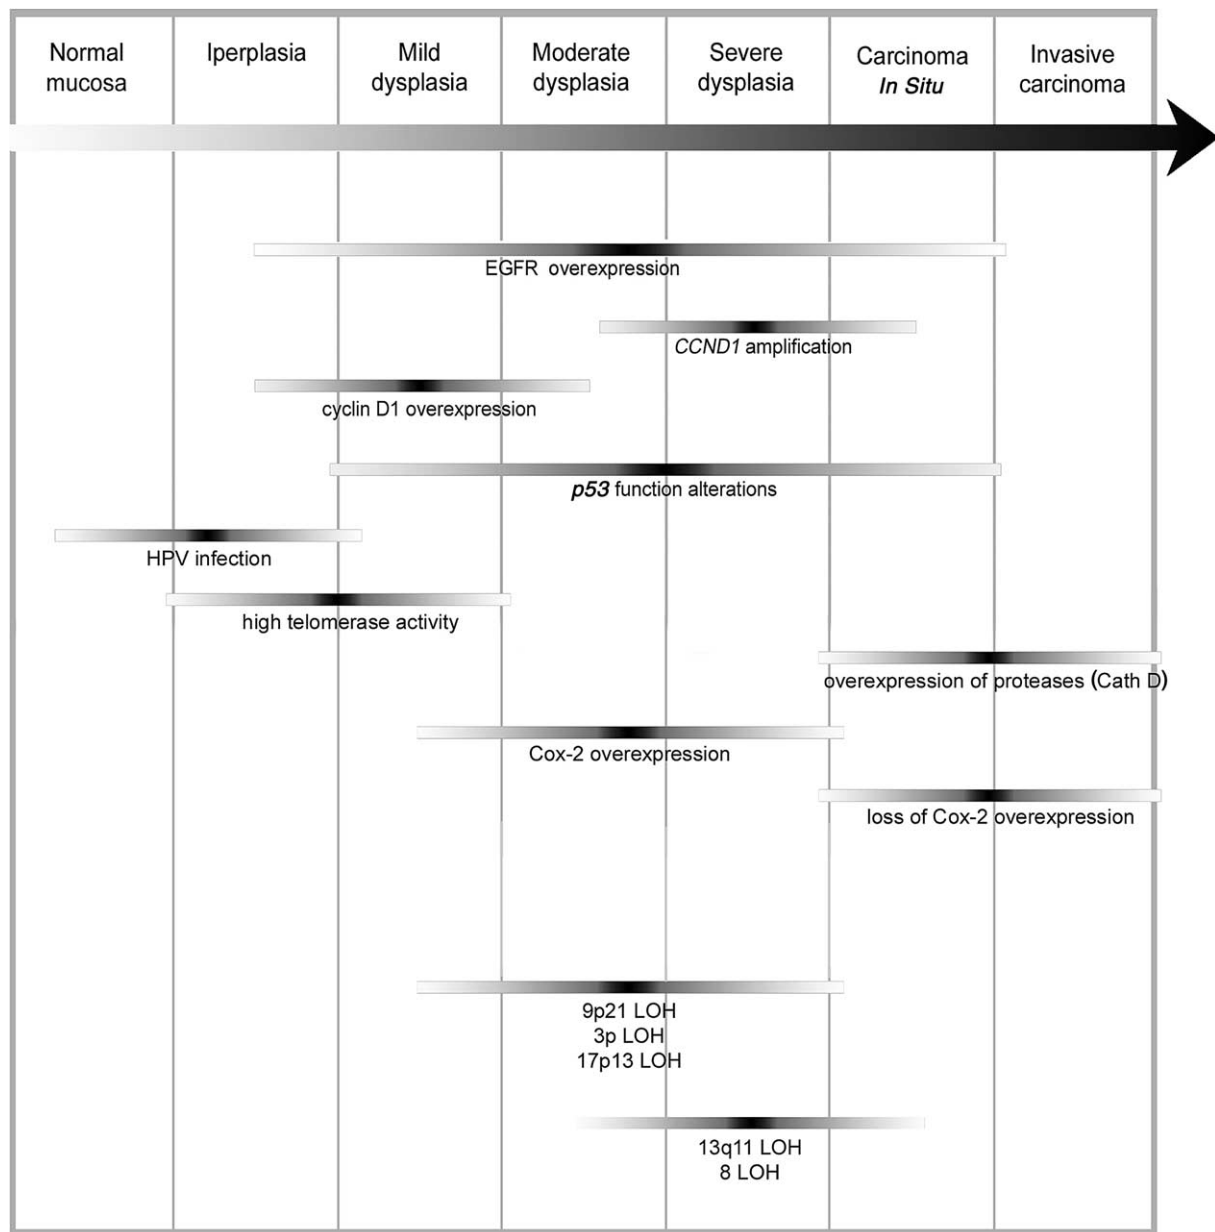 Normal
mucosa
Iperplasia
Mild
dysplasia
Moderate
dysplasia
Severe
dysplasia
Carcinoma
In Situ
Invasive
carcinoma
EGFR overexpression
CCND1 amplification
cyclin D1 overexpression
p53 function alterations
HPV infection
high telomerase activity
overexpression of proteases (Cath D)
Cox-2 overexpression
loss of Cox-2 overexpression
9p21 LOH
3p LOH
17p13 LOH
13q11 LOH
8 LOH